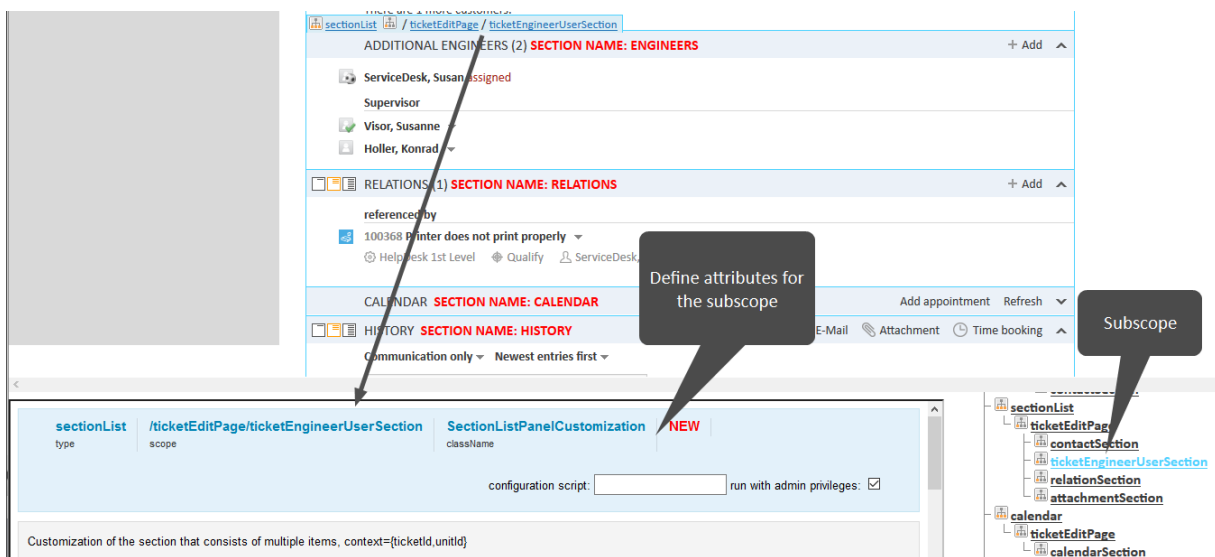 There are 1 more customers.
sectionList / ticketEditPage / ticketEngineerUserSection
ADDITIONAL ENGINEERS (2) SECTION NAME: ENGINEERS + Add
ServiceDesk, Susan assigned
Supervisor
Visor, Susanne
Holler, Konrad
RELATIONS (1) SECTION NAME: RELATIONS + Add
referenced by
100368 Printer does not print properly
HelpDesk 1st Level Qualify ServiceDesk,
Define attributes for
the subscope
CALENDAR SECTION NAME: CALENDAR Add appointment Refresh
HISTORY SECTION NAME: HISTORY E-Mail Attachment Time booking
Subscope
Communication only Newest entries first
sectionList /ticketEditPage/ticketEngineerUserSection SectionListPanelCustomization NEW
type scope className
configuration script: run with admin privileges:
Customization of the section that consists of multiple items, context={ticketId,unitId}
sectionList
ticketEditPage
contactSection
ticketEngineerUserSection
relationSection
attachmentSection
calendar
ticketEditPage
calendarSection